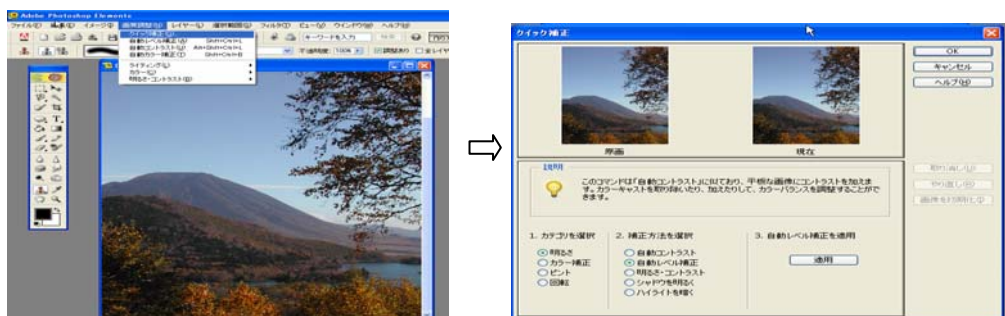 Adobe Photoshop Elements
ファイル(F) 編集(E) イメージ(I) 画質調整(N) レイヤー(L) 選択範囲(S) フィルタ(T) ビュー(V) ウインドウ(W) ヘルプ(H)
クイック補正(X)...
自動レベル補正(A) Shift+Ctrl+L
自動コントラスト(U) Alt+Shift+Ctrl+L
自動カラー補正(T) Shift+Ctrl+B
ライティング(L)
カラー(C)
明るさ・コントラスト(B)
キーワードを入力
不透明度: 100%
クイック補正
原画
現在
OK
キャンセル
ヘルプ(H)
取り消し(U)
やり直し(R)
説明
このコマンドは「自動コントラスト」に似ており、平板な画像にコントラストを加えま
す。カラーキャストを取り除いたり、加えたりして、カラーバランスを調整することがで
きます。
1. カテゴリを選択
2. 補正方法を選択
3. 自動レベル補正を適用
明るさ
カラー補正
ピント
回転
自動コントラスト
自動レベル補正
明るさ・コントラスト
シャドウを明るく
ハイライトを暗く
適用